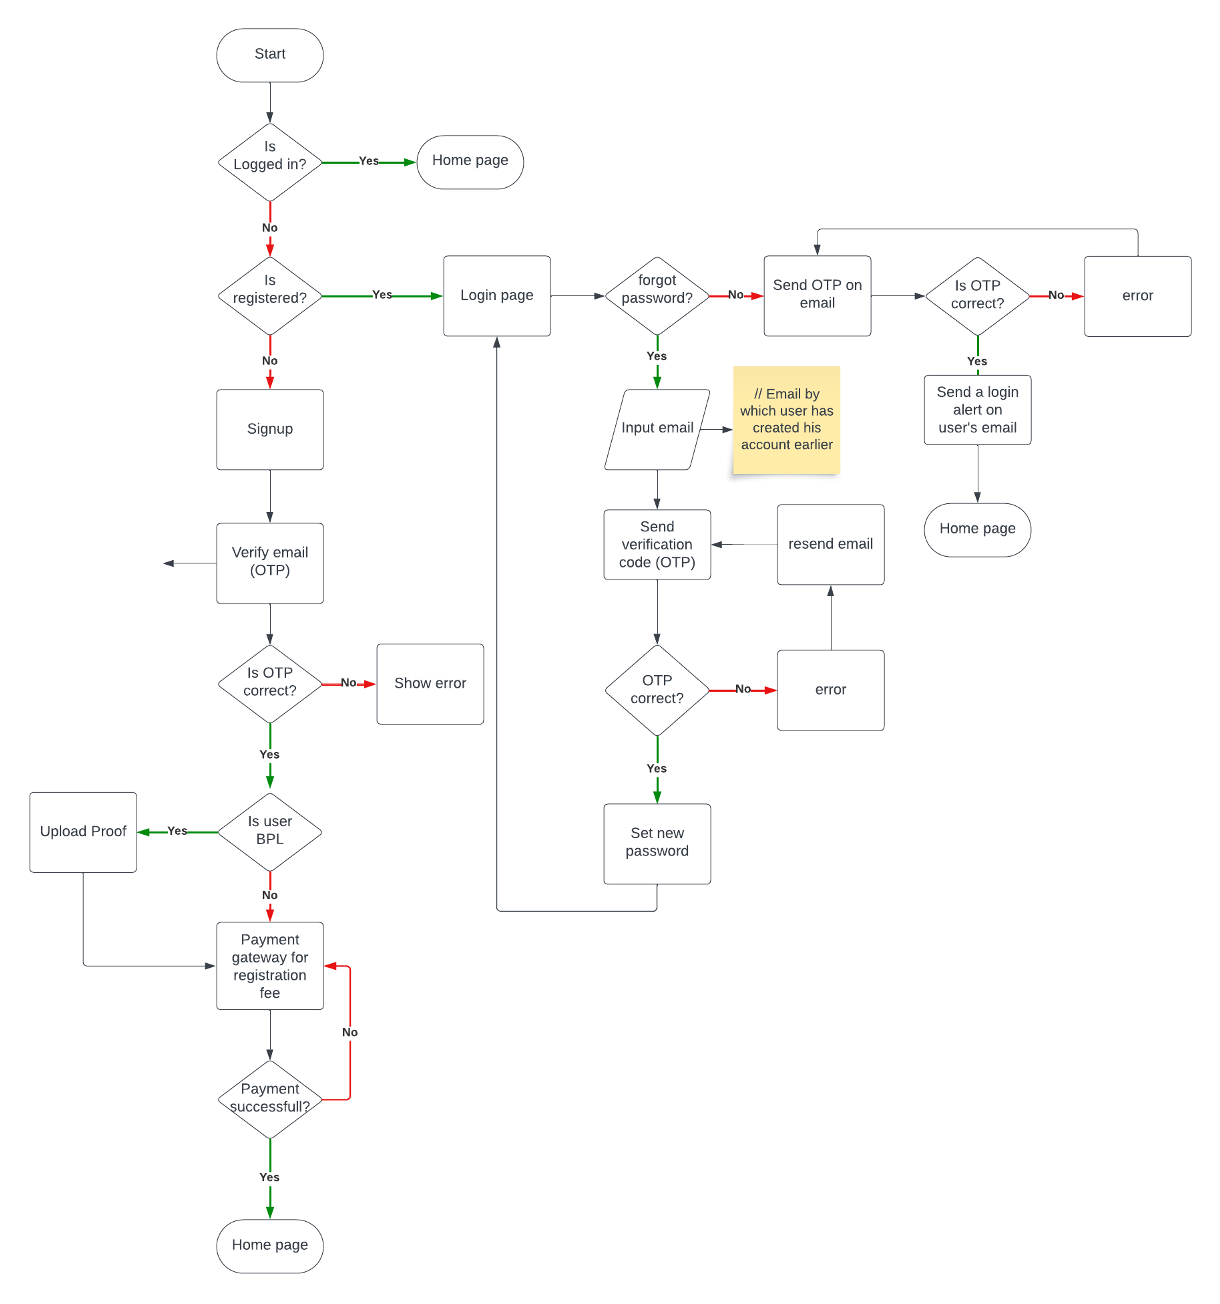 Start
Is
Logged in?
Yes
Home page
No
Is
registered?
Yes
Login page
forgot
password?
No
Send OTP on
email
Is OTP
correct?
No
error
No
Yes
Yes
Signup
Input email
// Email by
which user has
created his
account earlier
Send a login
alert on
user's email
Verify email
(OTP)
Send
verification
code (OTP)
resend email
Home page
Is OTP
correct?
No
Show error
OTP
correct?
No
error
Yes
Yes
Upload Proof
Yes
Is user
BPL
Set new
password
No
Payment
gateway for
registration
fee
No
Payment
successfull?
Yes
Home page